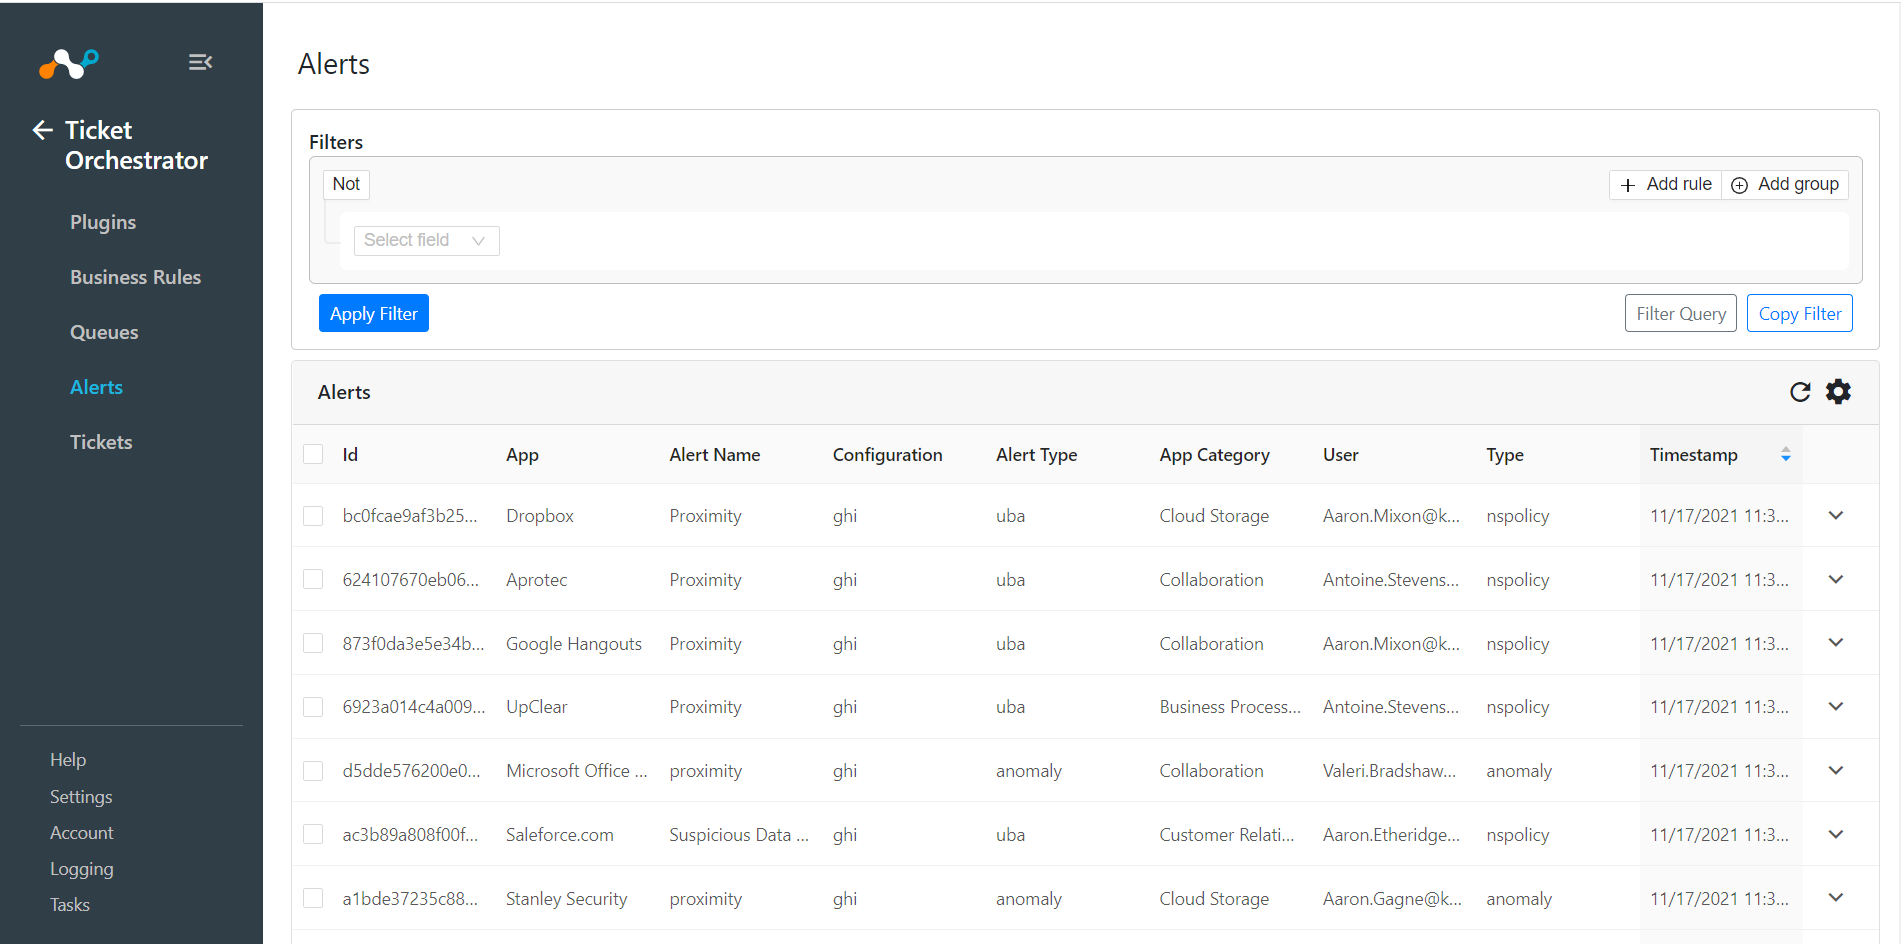 Ticket
Orchestrator
Plugins
Business Rules
Queues
Alerts
Tickets
Help
Settings
Account
Logging
Tasks
Alerts
Filters
Not
Add rule
Add group
Select field
Apply Filter
Filter Query
Copy Filter
Alerts
Id App Alert Name Configuration Alert Type App Category User Type Timestamp
bc0fcae9af3b25... Dropbox Proximity ghi uba Cloud Storage Aaron.Mixon@k... nspolicy 11/17/2021 11:3...
624107670eb06... Aprotec Proximity ghi uba Collaboration Antoine.Stevens... nspolicy 11/17/2021 11:3...
873f0da3e5e34b... Google Hangouts Proximity ghi uba Collaboration Aaron.Mixon@k... nspolicy 11/17/2021 11:3...
6923a014c4a009... UpClear Proximity ghi uba Business Process... Antoine.Stevens... nspolicy 11/17/2021 11:3...
d5dde576200e0... Microsoft Office ... proximity ghi anomaly Collaboration Valeri.Bradshaw... anomaly 11/17/2021 11:3...
ac3b89a808f00f... Saleforce.com Suspicious Data ... ghi uba Customer Relati... Aaron.Etheridge... nspolicy 11/17/2021 11:3...
a1bde37235c88... Stanley Security proximity ghi anomaly Cloud Storage Aaron.Gagne@k... anomaly 11/17/2021 11:3...